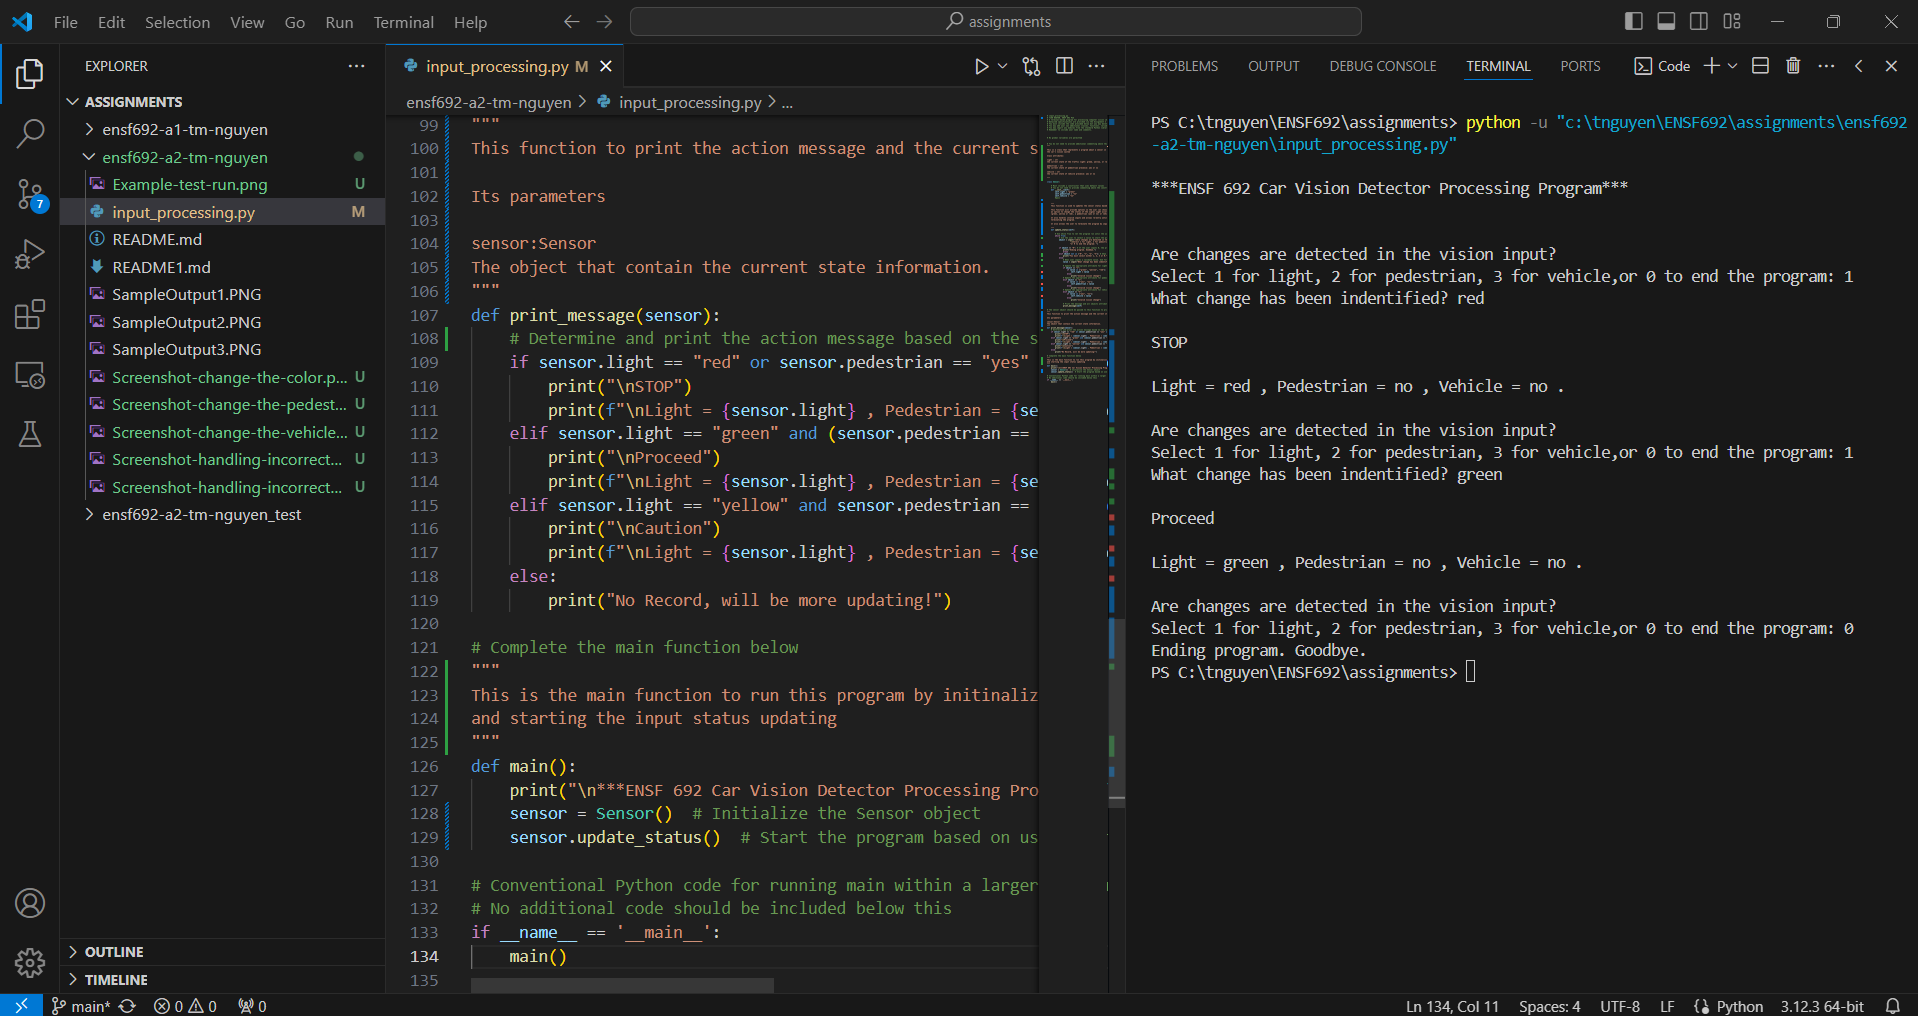 File Edit Selection View Go Run Terminal Help
assignments
EXPLORER
ASSIGNMENTS
ensf692-a1-tm-nguyen
ensf692-a2-tm-nguyen
Example-test-run.png U
input_processing.py M
README.md
README1.md
SampleOutput1.PNG
SampleOutput2.PNG
SampleOutput3.PNG
Screenshot-change-the-color.p... U
Screenshot-change-the-pedest... U
Screenshot-change-the-vehicle... U
Screenshot-handling-incorrect... U
Screenshot-handling-incorrect... U
ensf692-a2-tm-nguyen_test
OUTLINE
TIMELINE
7
input_processing.py M
ensf692-a2-tm-nguyen > input_processing.py > ...
99 """
100 This function to print the action message and the current s
101
102 Its parameters
103
104 sensor:Sensor
105 The object that contain the current state information.
106 """
107 def print_message(sensor):
108 # Determine and print the action message based on the s
109 if sensor.light == "red" or sensor.pedestrian == "yes"
110 print("\nSTOP")
111 print(f"\nLight = {sensor.light} , Pedestrian = {se
112 elif sensor.light == "green" and (sensor.pedestrian ==
113 print("\nProceed")
114 print(f"\nLight = {sensor.light} , Pedestrian = {se
115 elif sensor.light == "yellow" and sensor.pedestrian ==
116 print("\nCaution")
117 print(f"\nLight = {sensor.light} , Pedestrian = {se
118 else:
119 print("No Record, will be more updating!")
120
121 # Complete the main function below
122 """
123 This is the main function to run this program by initinaliz
124 and starting the input status updating
125 """
126 def main():
127 print("\n***ENSF 692 Car Vision Detector Processing Pro
128 sensor = Sensor() # Initialize the Sensor object
129 sensor.update_status() # Start the program based on us
130
131 # Conventional Python code for running main within a larger
132 # No additional code should be included below this
133 if __name__ == '__main__':
134 main()
135
PROBLEMS OUTPUT DEBUG CONSOLE TERMINAL PORTS Code
PS C:\tnguyen\ENSF692\assignments> python -u "c:\tnguyen\ENSF692\assignments\ensf692
-a2-tm-nguyen\input_processing.py"
***ENSF 692 Car Vision Detector Processing Program***
Are changes are detected in the vision input?
Select 1 for light, 2 for pedestrian, 3 for vehicle,or 0 to end the program: 1
What change has been indentified? red
STOP
Light = red , Pedestrian = no , Vehicle = no .
Are changes are detected in the vision input?
Select 1 for light, 2 for pedestrian, 3 for vehicle,or 0 to end the program: 1
What change has been indentified? green
Proceed
Light = green , Pedestrian = no , Vehicle = no .
Are changes are detected in the vision input?
Select 1 for light, 2 for pedestrian, 3 for vehicle,or 0 to end the program: 0
Ending program. Goodbye.
PS C:\tnguyen\ENSF692\assignments>
main* 0 0 0 Ln 134, Col 11 Spaces: 4 UTF-8 LF Python 3.12.3 64-bit